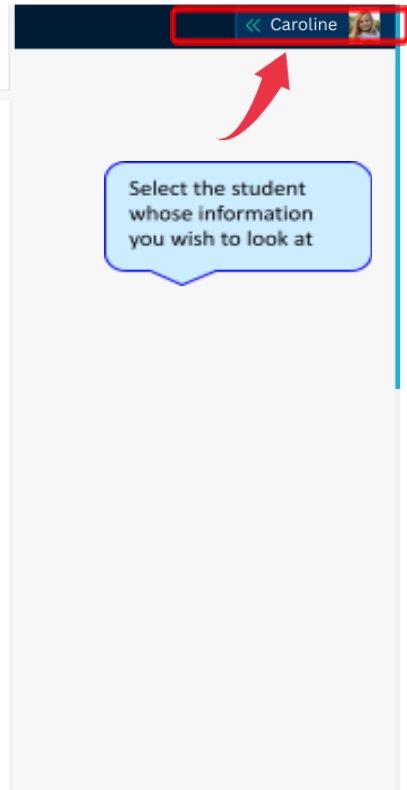 Caroline
Select the student
whose information
you wish to look at